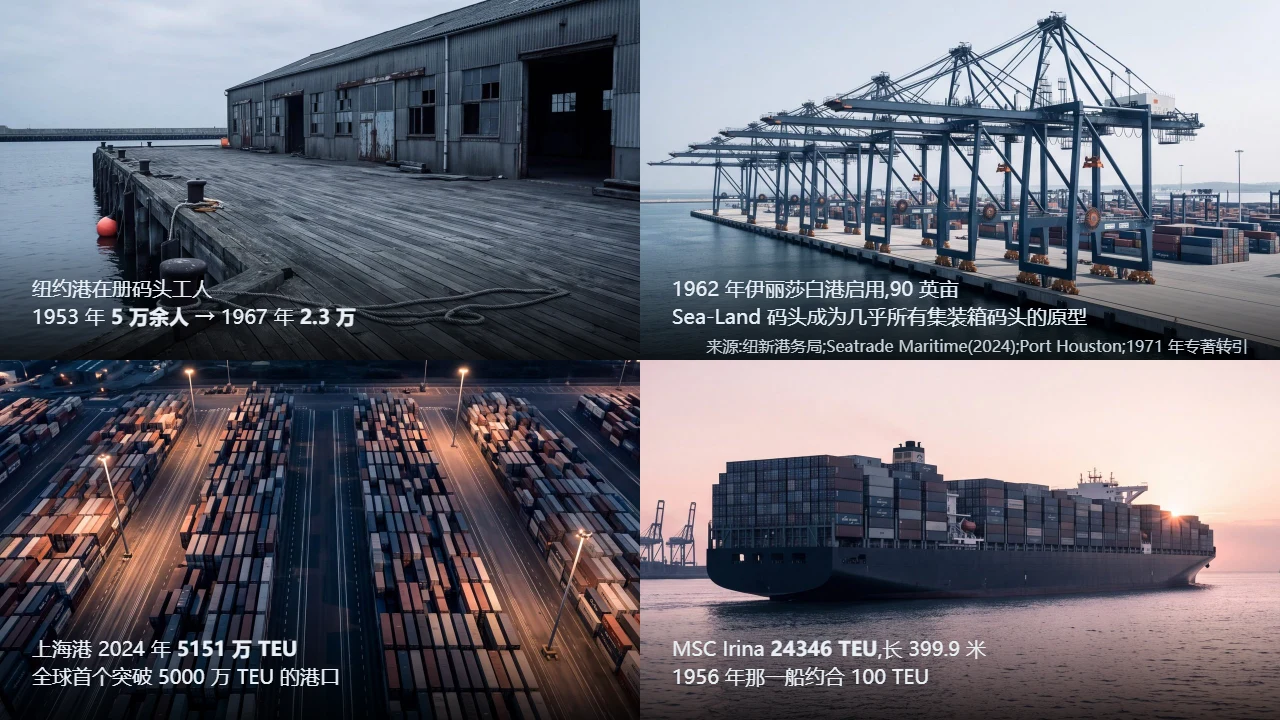 纽约港在册码头工人
1953 年 5 万余人 → 1967 年 2.3 万
1962 年伊丽莎白港启用,90 英亩
Sea-Land 码头成为几乎所有集装箱码头的原型
来源:纽新港务局;Seatrade Maritime(2024);Port Houston;1971 年专著转引
上海港 2024 年 5151 万 TEU
全球首个突破 5000 万 TEU 的港口
MSC Irina 24346 TEU,长 399.9 米
1956 年那一船约合 100 TEU